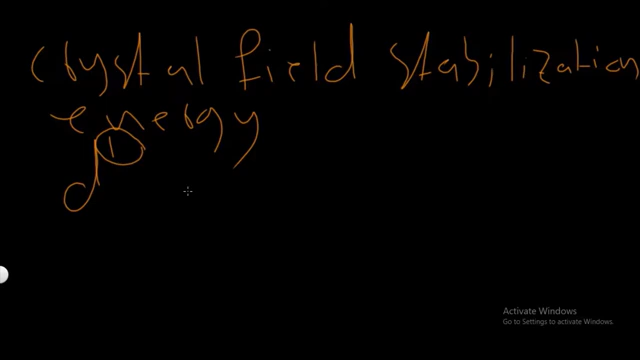 crystal field stabilization
energy
d¹
Activate Windows
Go to Settings to activate Windows.